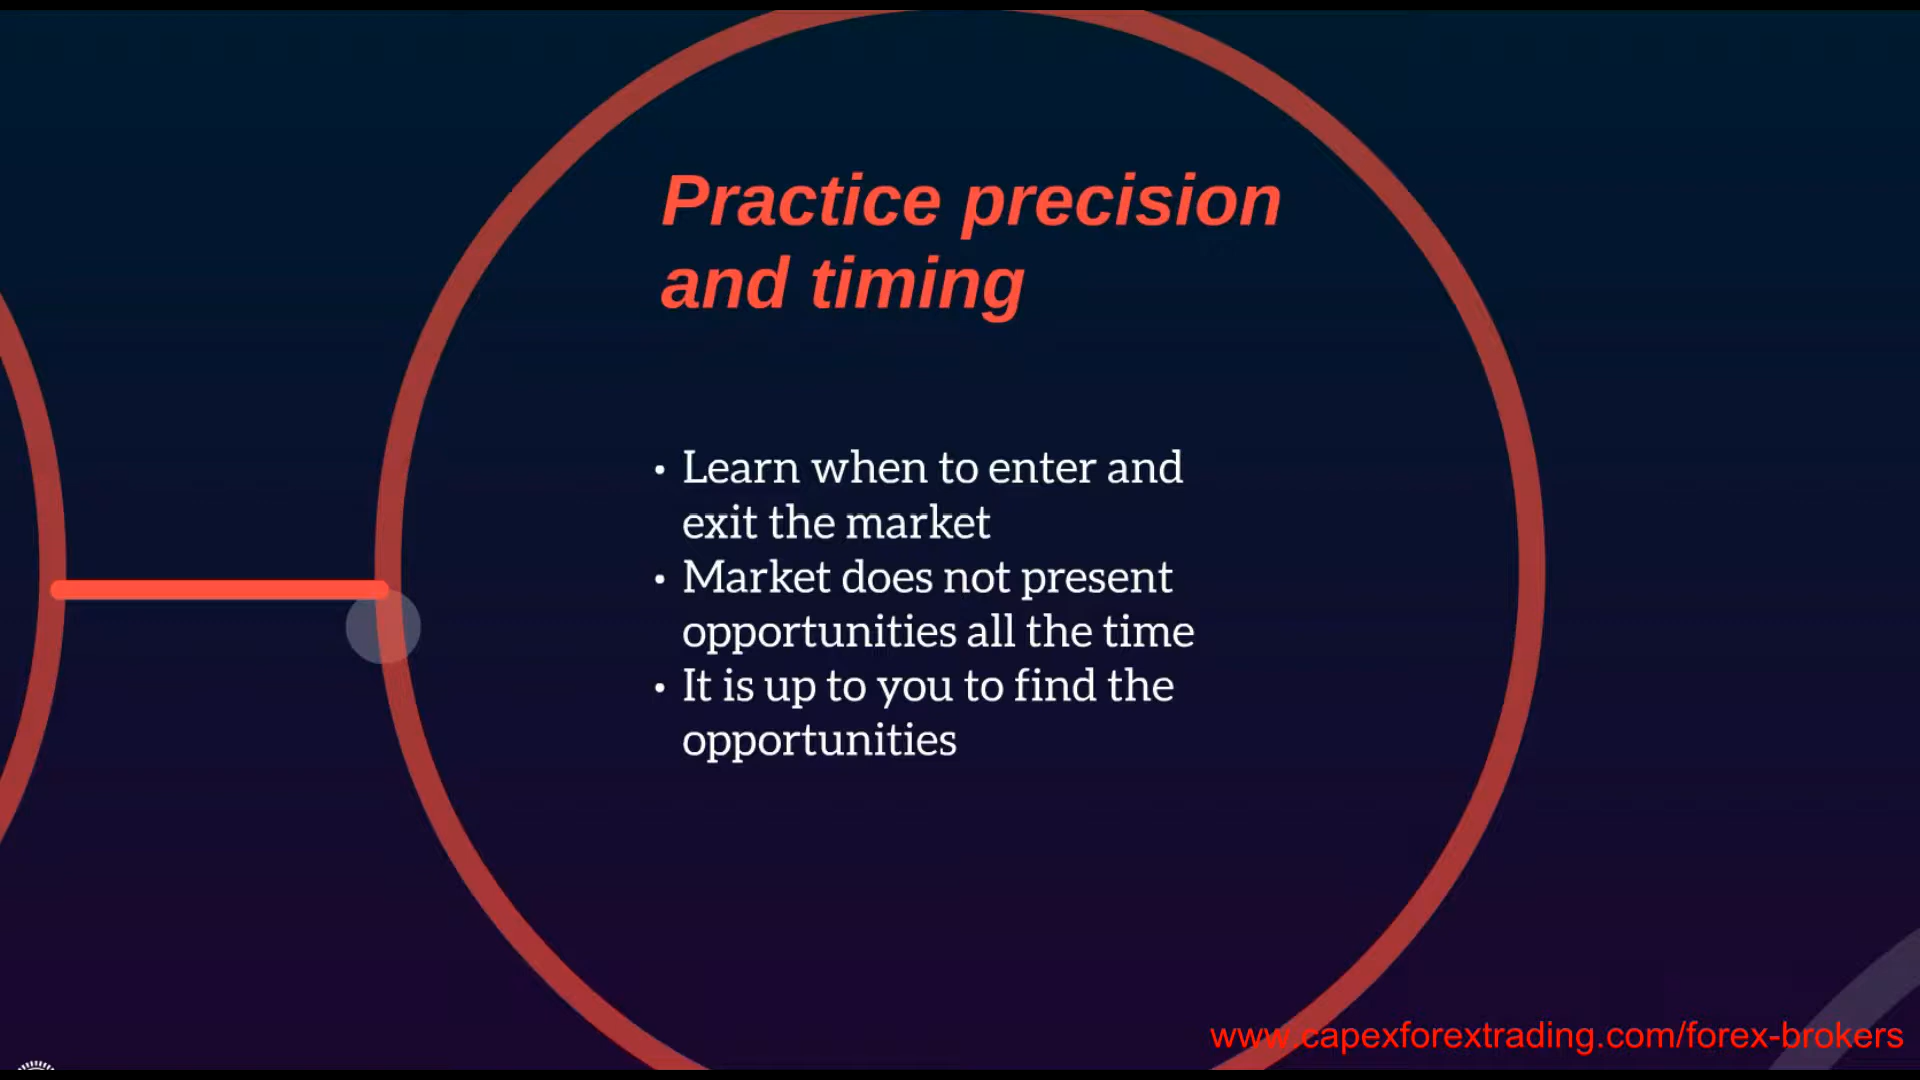 Practice precision
and timing
• Learn when to enter and
exit the market
• Market does not present
opportunities all the time
• It is up to you to find the
opportunities
www.capexforextrading.com/forex-brokers